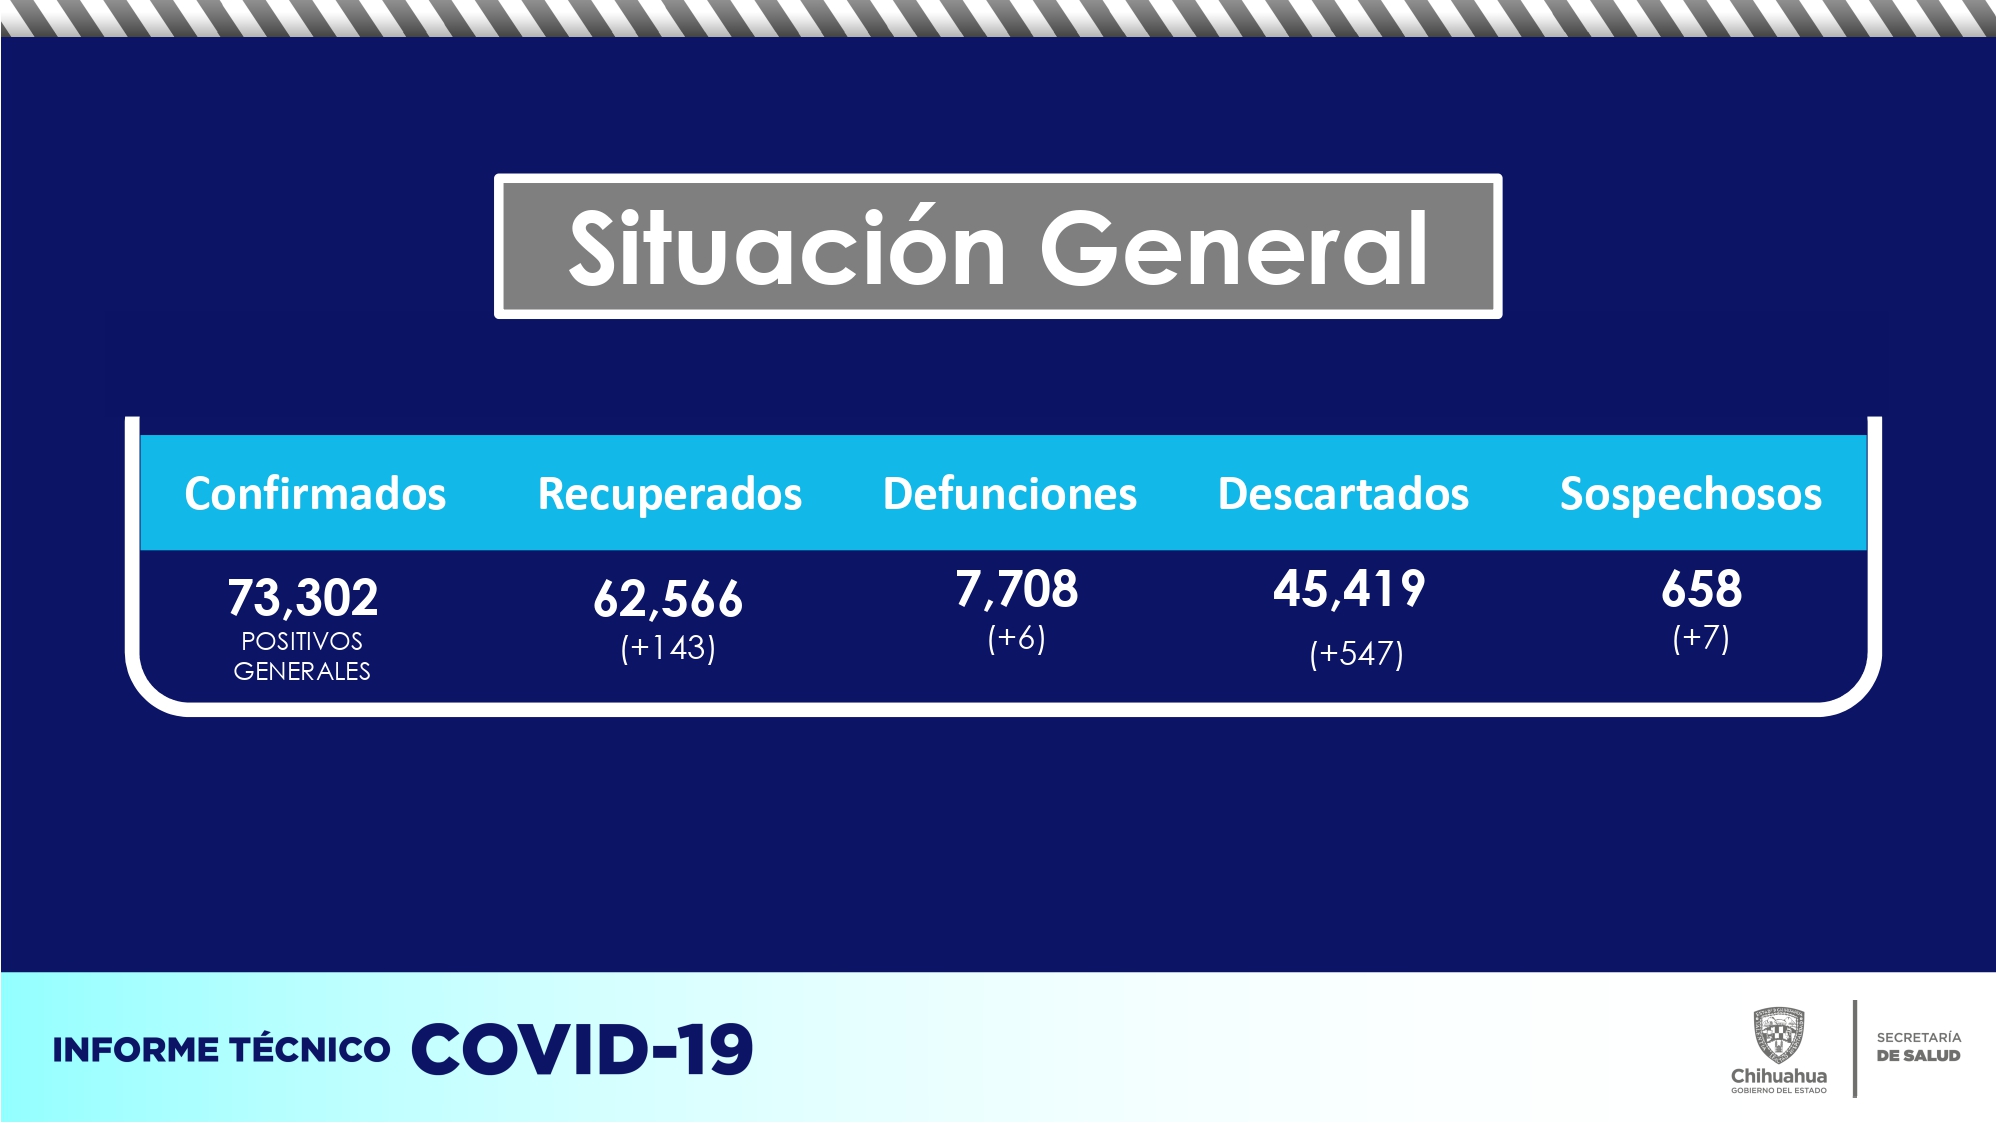 Situación General
Confirmados Recuperados Defunciones Descartados Sospechosos
73,302 62,566 7,708 45,419 658
POSITIVOS (+143) (+6) (+547) (+7)
GENERALES
INFORME TÉCNICO COVID-19
Chihuahua
GOBIERNO DEL ESTADO
SECRETARÍA
DE SALUD